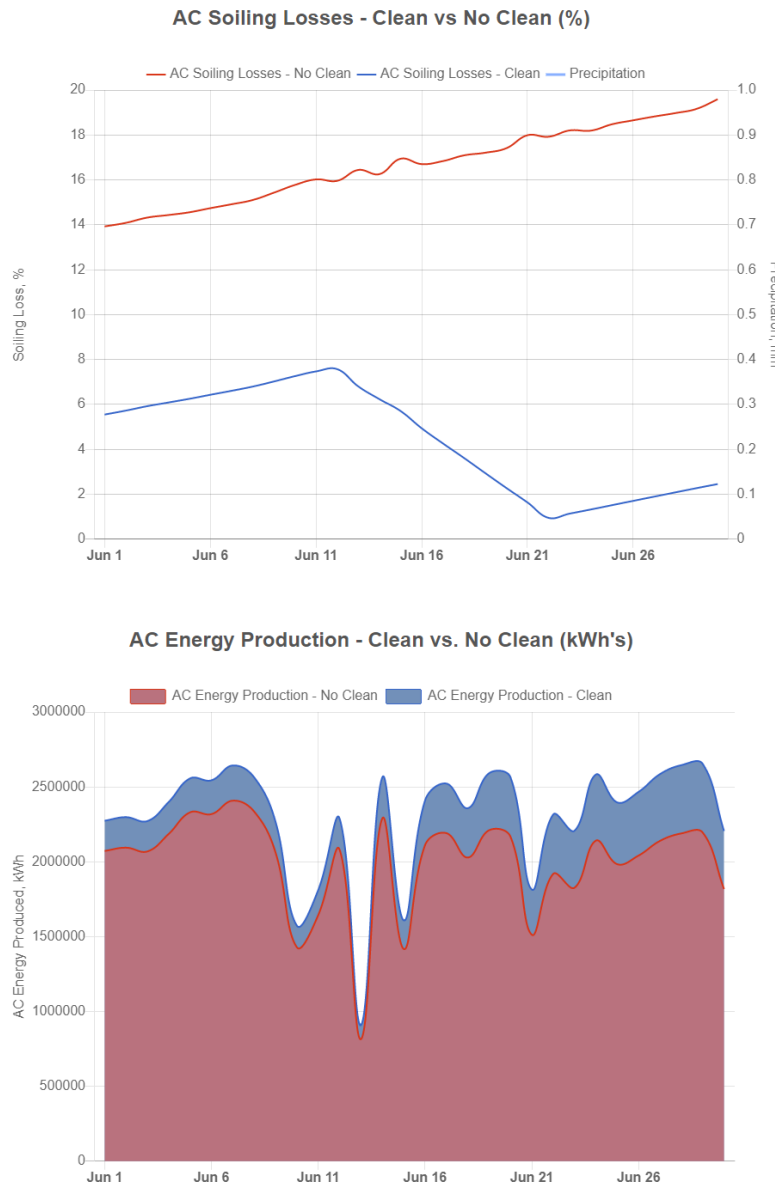 AC Soiling Losses - Clean vs No Clean (%)
AC Soiling Losses - No Clean AC Soiling Losses - Clean Precipitation
20 1.0
18 0.9
16 0.8
14 0.7
12 0.6
10 0.5
8 0.4
6 0.3
4 0.2
2 0.1
0 0
Soiling Loss, %
Jun 1 Jun 6 Jun 11 Jun 16 Jun 21 Jun 26
AC Energy Production - Clean vs. No Clean (kWh's)
AC Energy Production - No Clean AC Energy Production - Clean
3000000
2500000
2000000
1500000
1000000
500000
0
AC Energy Produced, kWh
Jun 1 Jun 6 Jun 11 Jun 16 Jun 21 Jun 26